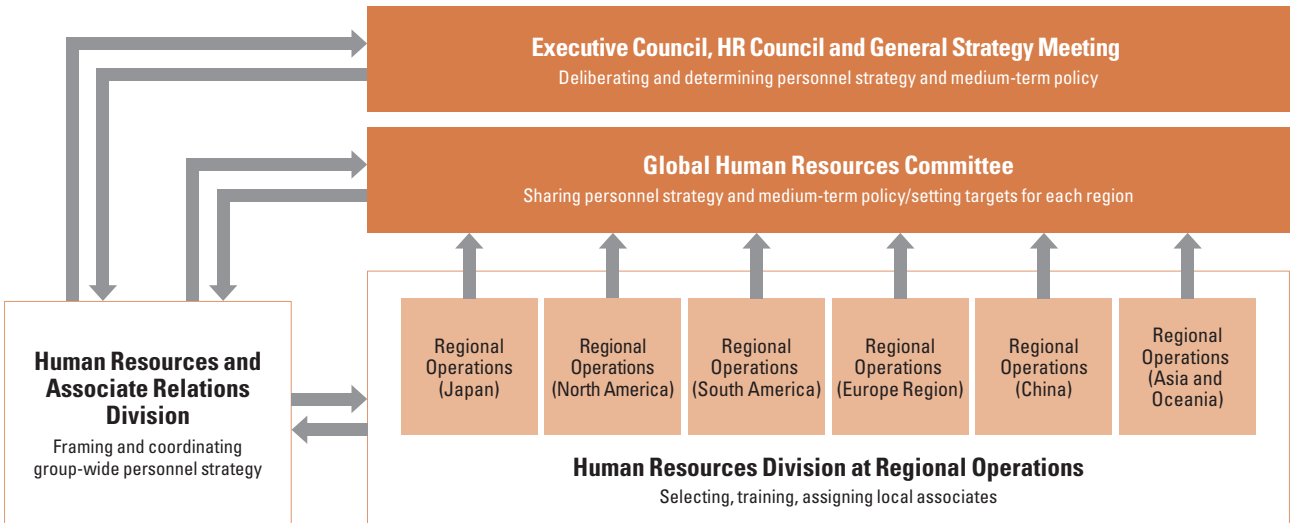 Executive Council, HR Council and General Strategy Meeting
Deliberating and determining personnel strategy and medium-term policy
Global Human Resources Committee
Sharing personnel strategy and medium-term policy/setting targets for each region
Human Resources and
Associate Relations
Division
Framing and coordinating
group-wide personnel strategy
Regional
Operations
(Japan)
Regional
Operations
(North America)
Regional
Operations
(South America)
Regional
Operations
(Europe Region)
Regional
Operations
(China)
Regional
Operations
(Asia and
Oceania)
Human Resources Division at Regional Operations
Selecting, training, assigning local associates